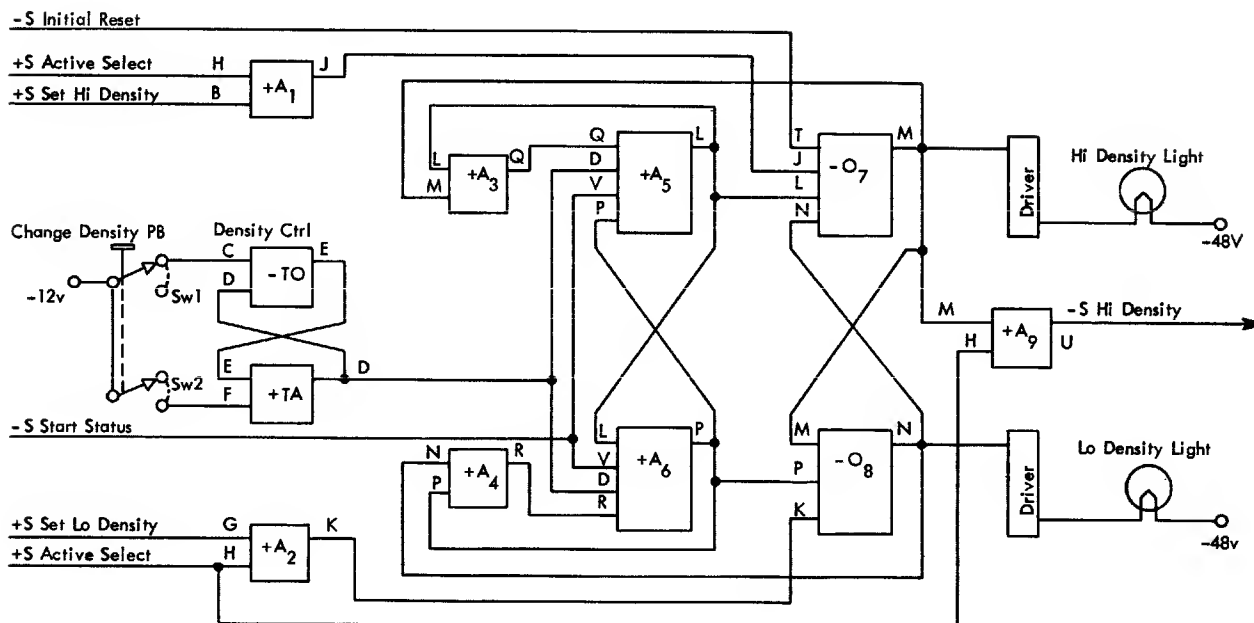 -S Initial Reset
+S Active Select H
J
+S Set Hi Density B
+A1
T
J
L
N
-O7
M
Driver
Hi Density Light
-48V
L
M
+A3
Q
Q
D
V
P
+A5
L
Change Density PB
Density Ctrl
-12v
Sw1
C
D
-TO
E
M
H
+A9
U
-S Hi Density
Sw2
E
F
+TA
D
-S Start Status
N
P
+A4
R
L
V
D
R
+A6
P
M
P
K
-O8
N
Driver
Lo Density Light
-48v
+S Set Lo Density G
+S Active Select H
+A2
K